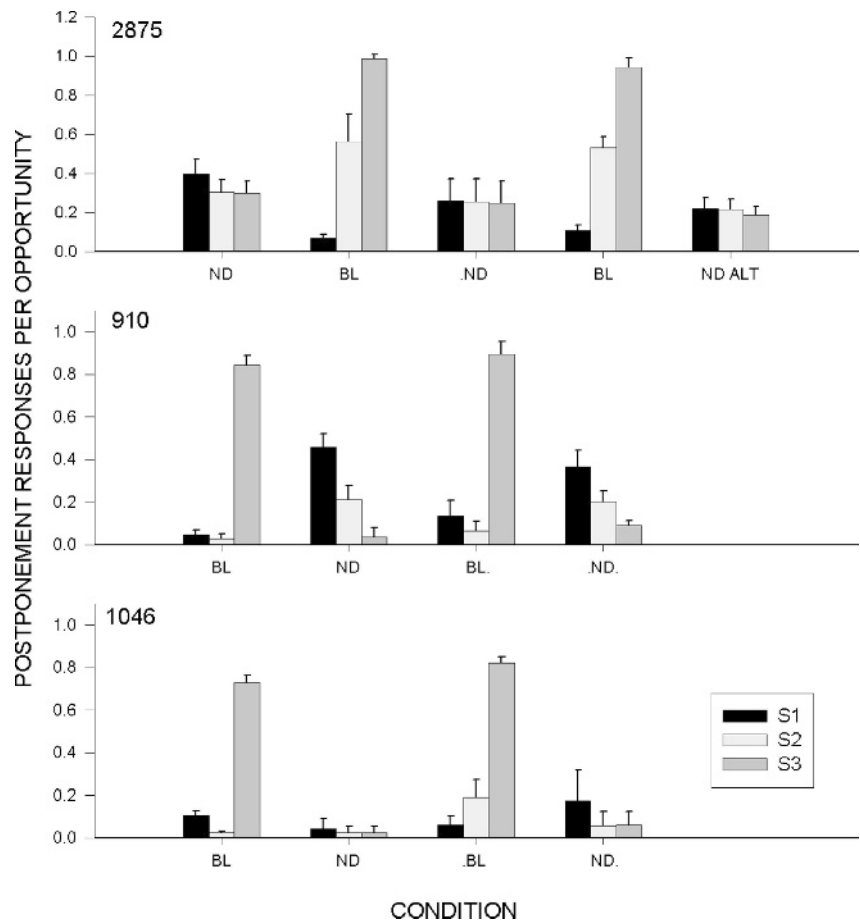 POSTPONEMENT RESPONSES PER OPPORTUNITY
2875
1.2
1.0
0.8
0.6
0.4
0.2
0.0
ND BL .ND BL ND ALT
910
1.0
0.8
0.6
0.4
0.2
0.0
BL ND BL. .ND.
1046
1.0
0.8
0.6
0.4
0.2
0.0
S1
S2
S3
BL ND .BL ND.
CONDITION